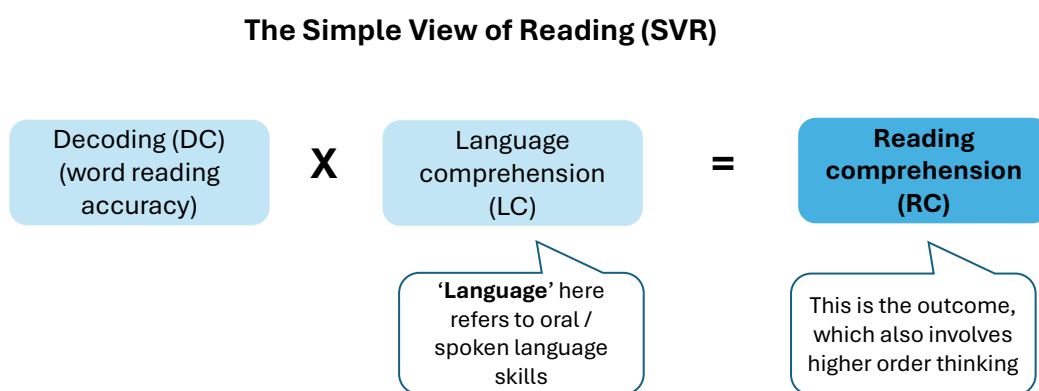 The Simple View of Reading (SVR)
Decoding (DC)
(word reading
accuracy)
X
Language
comprehension
(LC)
=
Reading
comprehension
(RC)
‘Language’ here
refers to oral /
spoken language
skills
This is the outcome,
which also involves
higher order thinking